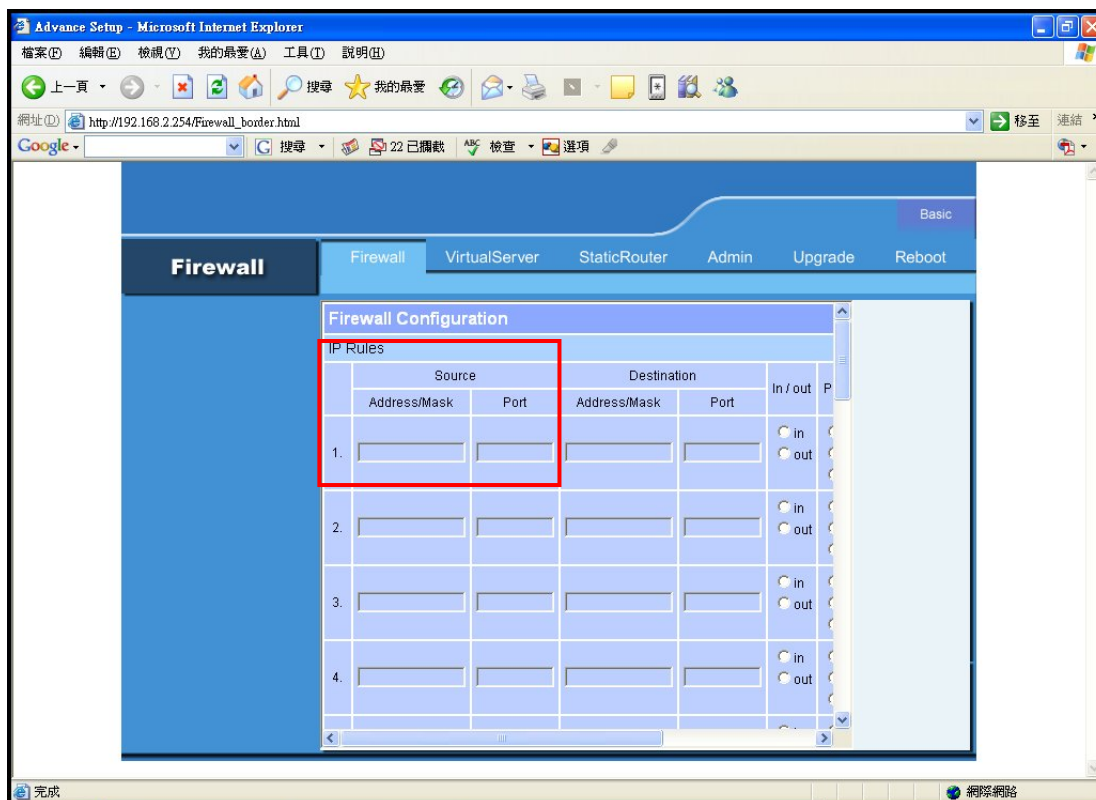 Advance Setup - Microsoft Internet Explorer
檔案(F) 編輯(E) 檢視(V) 我的最愛(A) 工具(T) 說明(H)
上一頁 搜尋 我的最愛
網址(D) http://192.168.2.254/Firewall_border.html 移至 連結
Google 搜尋 22 已攔截 ABC 檢查 選項
Basic
Firewall
Firewall VirtualServer StaticRouter Admin Upgrade Reboot
Firewall Configuration
IP Rules
Source Destination In / out P
Address/Mask Port Address/Mask Port
1. in
out
2. in
out
3. in
out
4. in
out
完成 網際網路